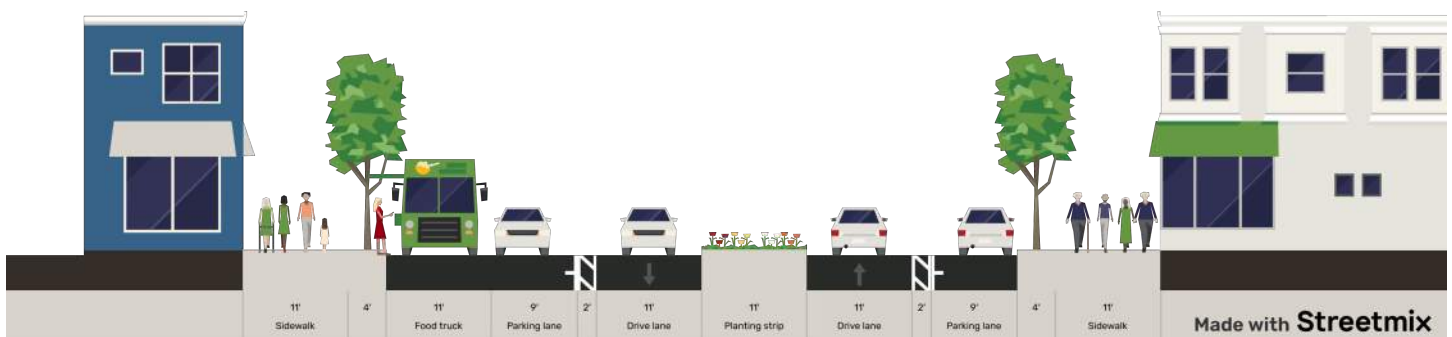 11'
Sidewalk
4'
11'
Food truck
9'
Parking lane
2'
11'
Drive lane
11'
Planting strip
11'
Drive lane
2'
9'
Parking lane
4'
11'
Sidewalk
Made with Streetmix